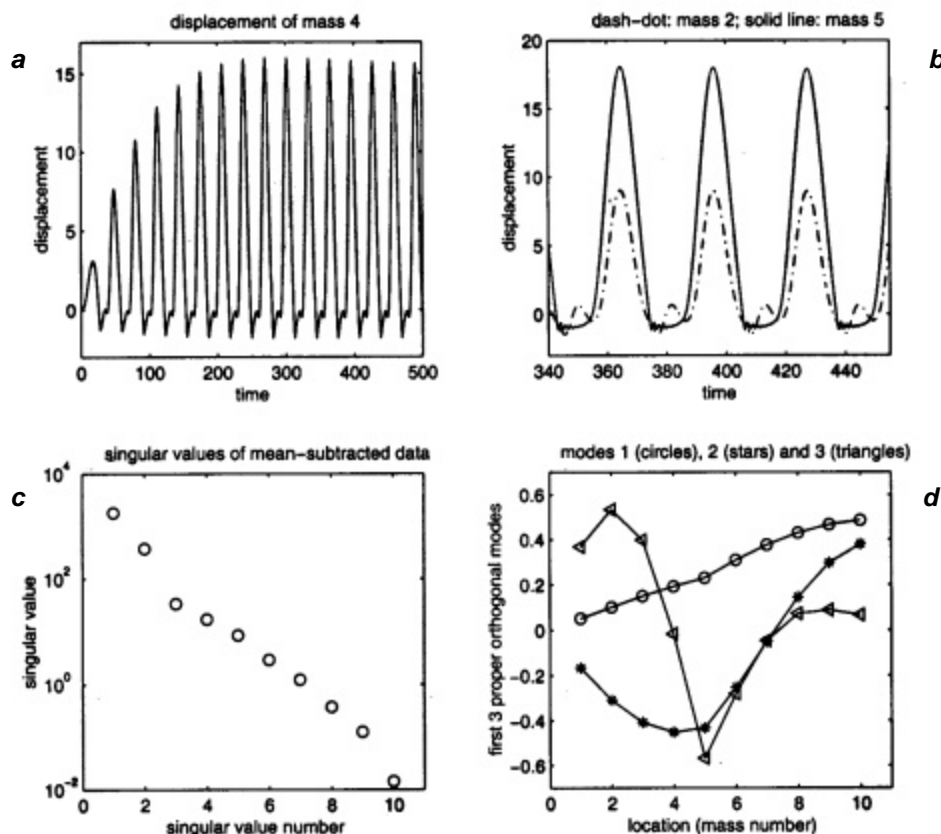 displacement of mass 4
a
15
10
5
0
displacement
0 100 200 300 400 500
time
dash-dot: mass 2; solid line: mass 5
b
20
15
10
5
0
displacement
340 360 380 400 420 440
time
singular values of mean-subtracted data
c
10^4
10^2
10^0
10^-2
singular value
0 2 4 6 8 10
singular value number
modes 1 (circles), 2 (stars) and 3 (triangles)
d
0.6
0.4
0.2
0
-0.2
-0.4
-0.6
first 3 proper orthogonal modes
0 2 4 6 8 10
location (mass number)